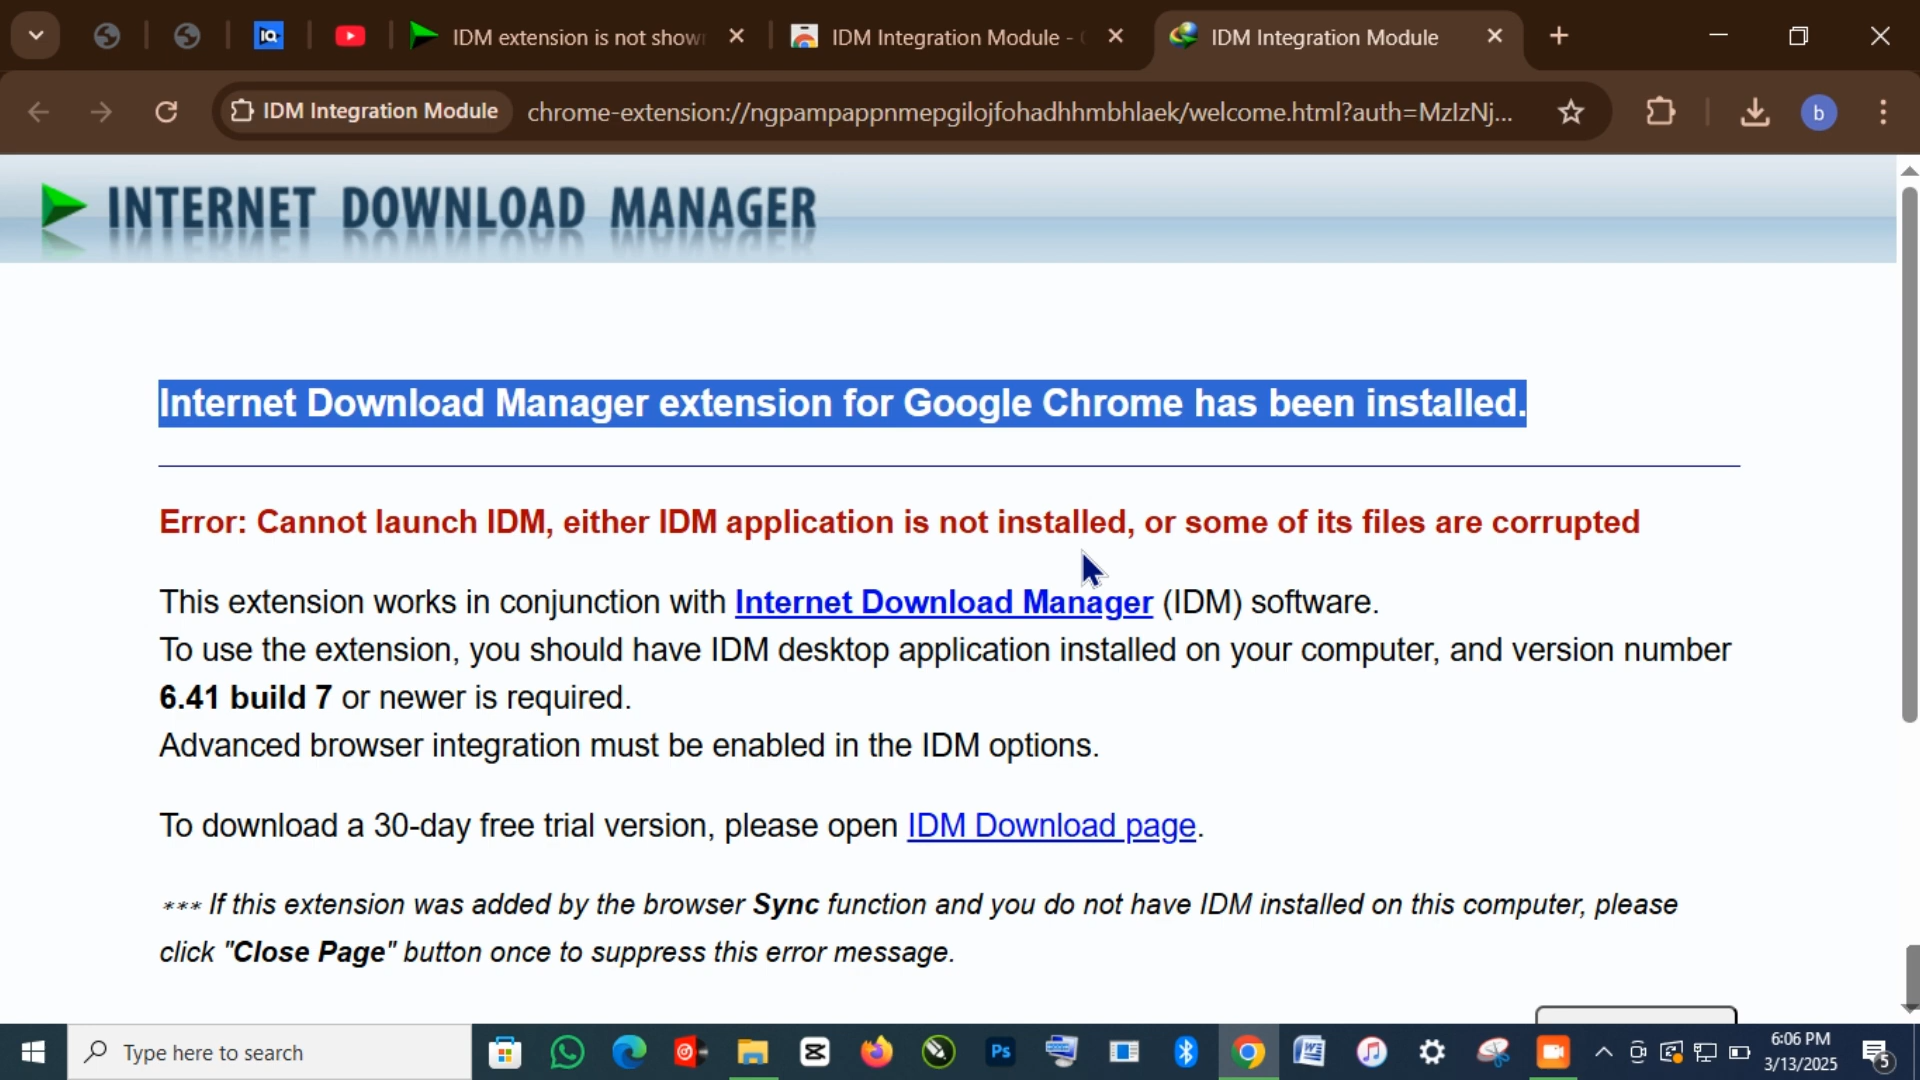 IDM extension is not show
IDM Integration Module -
IDM Integration Module
IDM Integration Module
chrome-extension://ngpampappnmepgilojfohadhhmbhlaek/welcome.html?auth=MzIzNj...
b
INTERNET DOWNLOAD MANAGER
Internet Download Manager extension for Google Chrome has been installed.
Error: Cannot launch IDM, either IDM application is not installed, or some of its files are corrupted
This extension works in conjunction with Internet Download Manager (IDM) software.
To use the extension, you should have IDM desktop application installed on your computer, and version number
6.41 build 7 or newer is required.
Advanced browser integration must be enabled in the IDM options.
To download a 30-day free trial version, please open IDM Download page.
*** If this extension was added by the browser Sync function and you do not have IDM installed on this computer, please
click "Close Page" button once to suppress this error message.
Type here to search
Ps
6:06 PM
3/13/2025
5